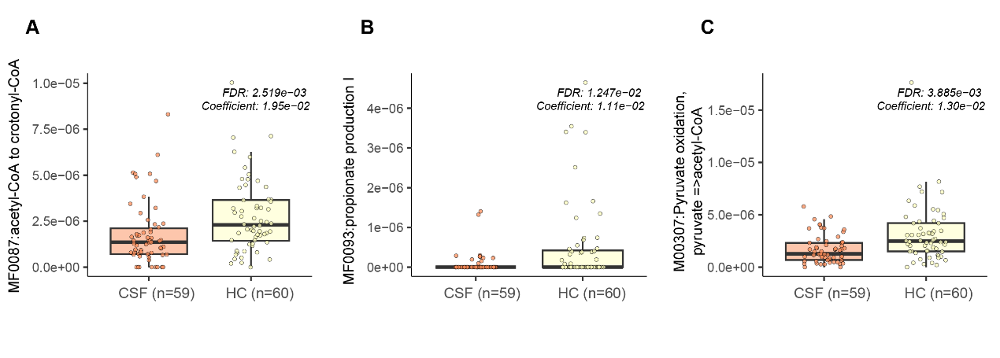 A
MF0087:acetyl-CoA to crotonyl-CoA
1.0e−05
7.5e−06
5.0e−06
2.5e−06
0.0e+00
FDR: 2.519e−03
Coefficient: 1.95e−02
CSF (n=59)
HC (n=60)
B
MF0093:propionate production I
4e−06
3e−06
2e−06
1e−06
0e+00
FDR: 1.247e−02
Coefficient: 1.11e−02
CSF (n=59)
HC (n=60)
C
M00307:Pyruvate oxidation,
pyruvate =>acetyl-CoA
1.5e−05
1.0e−05
5.0e−06
0.0e+00
FDR: 3.885e−03
Coefficient: 1.30e−02
CSF (n=59)
HC (n=60)